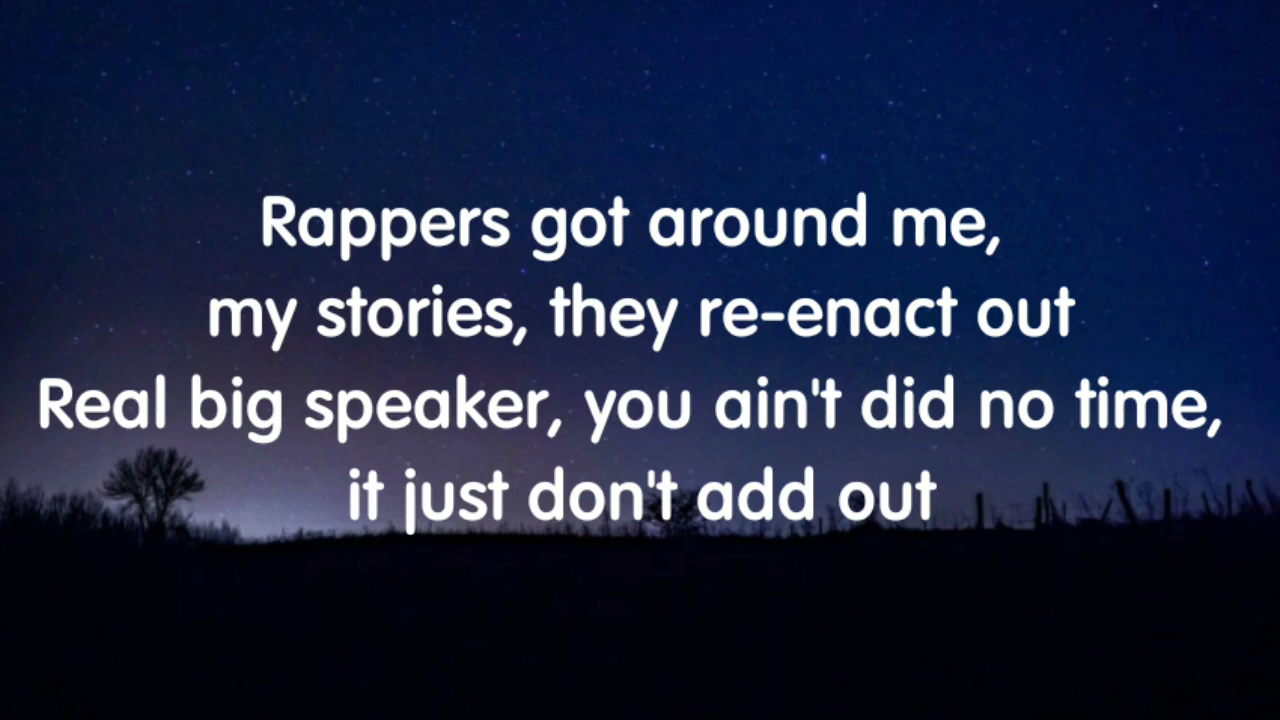 Rappers got around me,
my stories, they re-enact out
Real big speaker, you ain't did no time,
it just don't add out